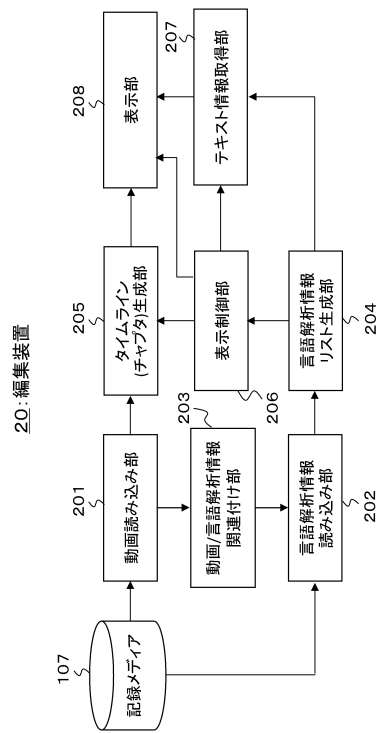 20:編集装置
107
記録メディア
201
動画読み込み部
205
タイムライン
(チャプタ)生成部
208
表示部
203
動画/言語解析情報
関連付け部
206
表示制御部
207
テキスト情報取得部
202
言語解析情報
読み込み部
204
言語解析情報
リスト生成部